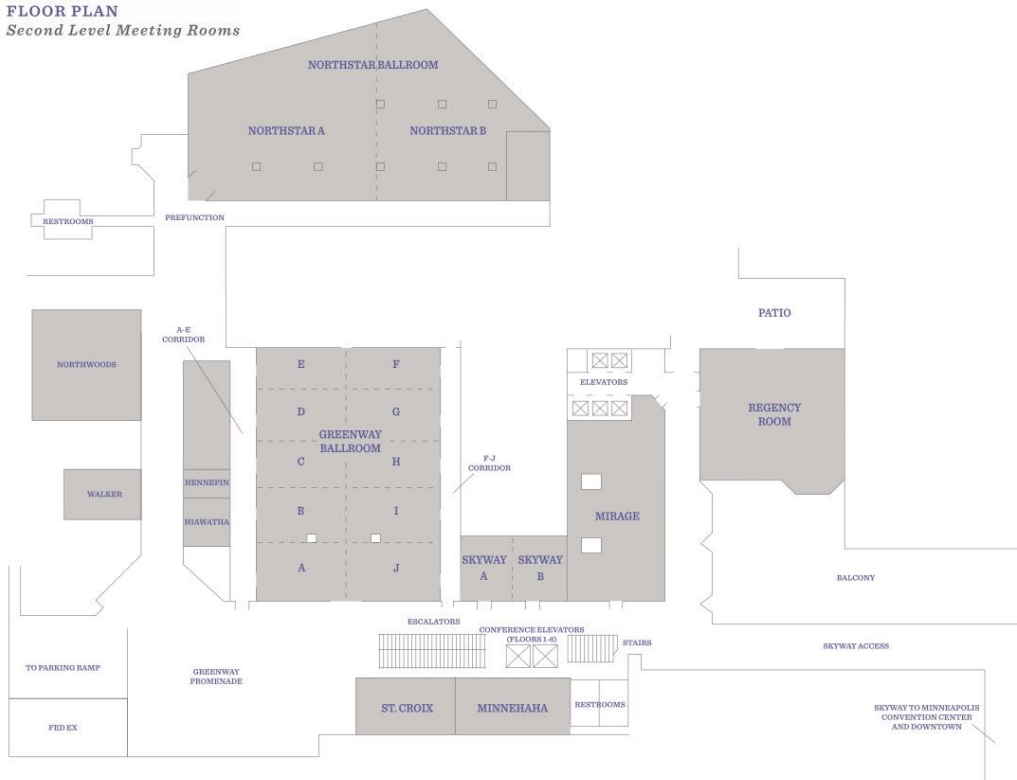 FLOOR PLAN
Second Level Meeting Rooms
NORTHSTAR BALLROOM
NORTHSTAR A
NORTHSTAR B
RESTROOMS
PREFUNCTION
PATIO
A-E
CORRIDOR
NORTHWOODS
E
F
ELEVATORS
D
G
REGENCY
ROOM
GREENWAY
BALLROOM
C
H
F-J
CORRIDOR
HENNEPIN
WALKER
B
I
MIRAGE
HIAWATHA
A
J
SKYWAY
A
SKYWAY
B
BALCONY
ESCALATORS
CONFERENCE ELEVATORS
(FLOORS 1-6)
STAIRS
SKYWAY ACCESS
TO PARKING RAMP
GREENWAY
PROMENADE
ST. CROIX
MINNEHAHA
RESTROOMS
FED EX
SKYWAY TO MINNEAPOLIS
CONVENTION CENTER
AND DOWNTOWN